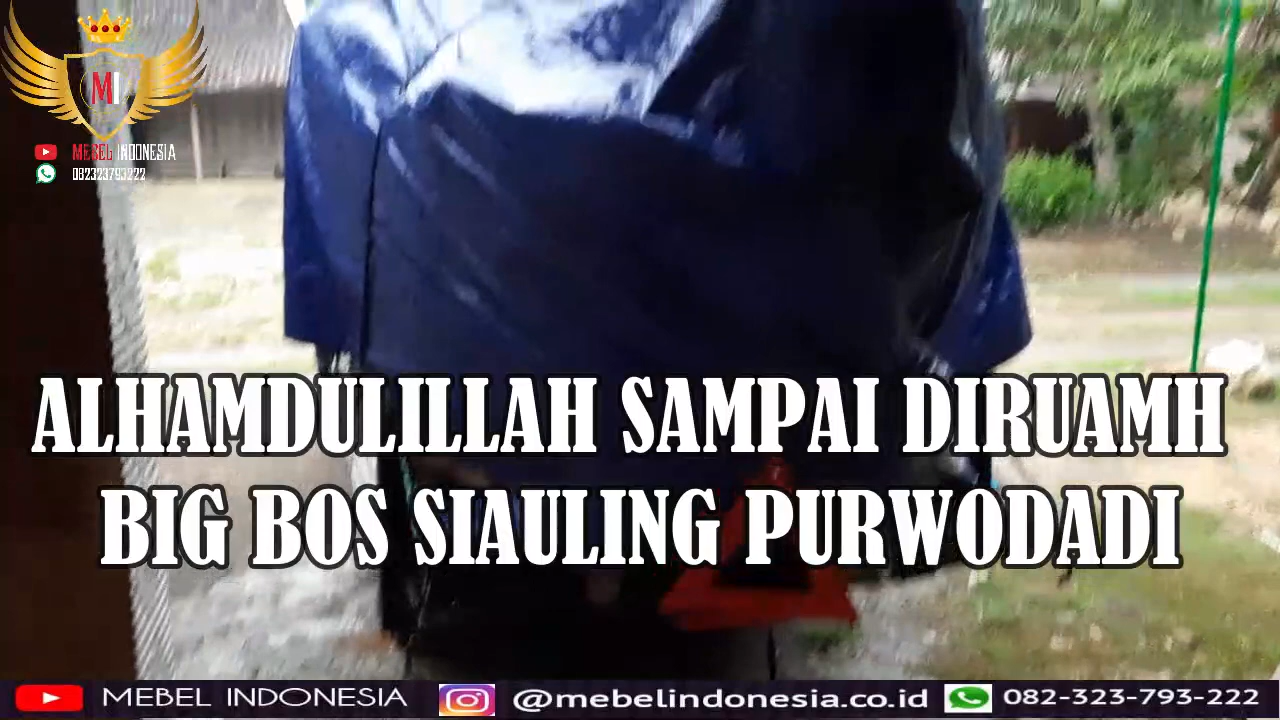 MI
MEBEL INDONESIA
082323793222
ALHAMDULILLAH SAMPAI DIRUAMH
BIG BOS SIAULING PURWODADI
MEBEL INDONESIA @mebelindonesia.co.id 082-323-793-222